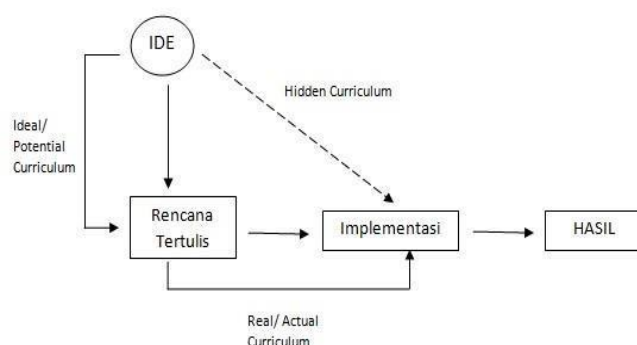 IDE
Hidden Curriculum
Ideal/
Potential
Curriculum
Rencana
Tertulis
Implementasi
HASIL
Real/ Actual
Curriculum